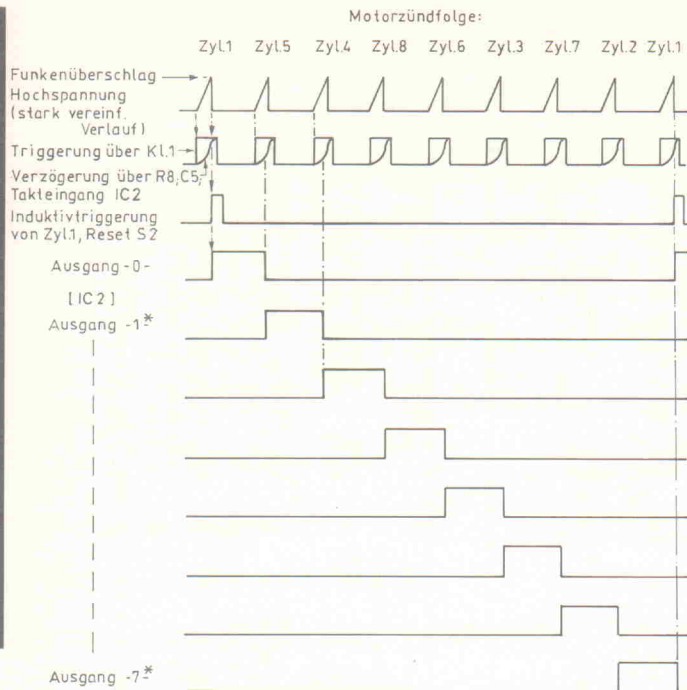 Motorzündfolge:
Zyl.1 Zyl.5 Zyl.4 Zyl.8 Zyl.6 Zyl.3 Zyl.7 Zyl.2 Zyl.1
Funkenüberschlag
Hochspannung
(stark vereinf.
Verlauf)
Triggerung über Kl.1
Verzögerung über R8,C5,
Takteingang IC2
Induktivtriggerung
von Zyl.1, Reset S2
Ausgang -0-
[IC2]
Ausgang -1-*
Ausgang -7-*